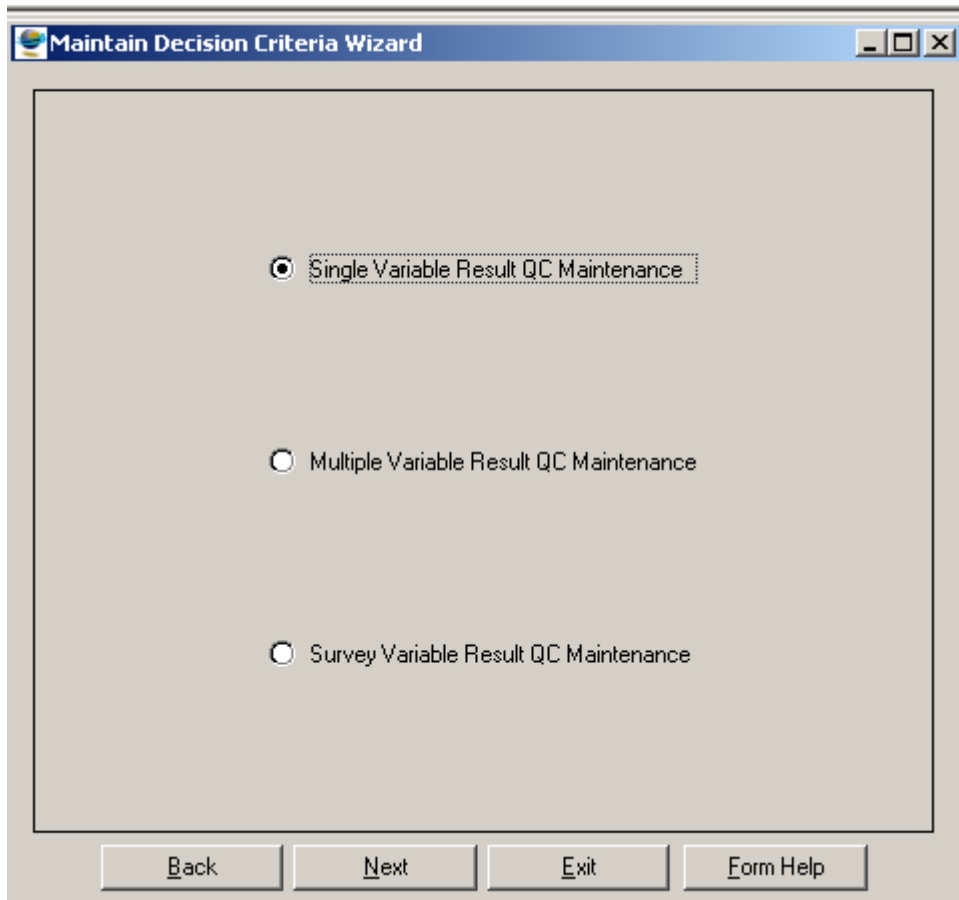 Maintain Decision Criteria Wizard
Single Variable Result QC Maintenance
Multiple Variable Result QC Maintenance
Survey Variable Result QC Maintenance
Back Next Exit Form Help